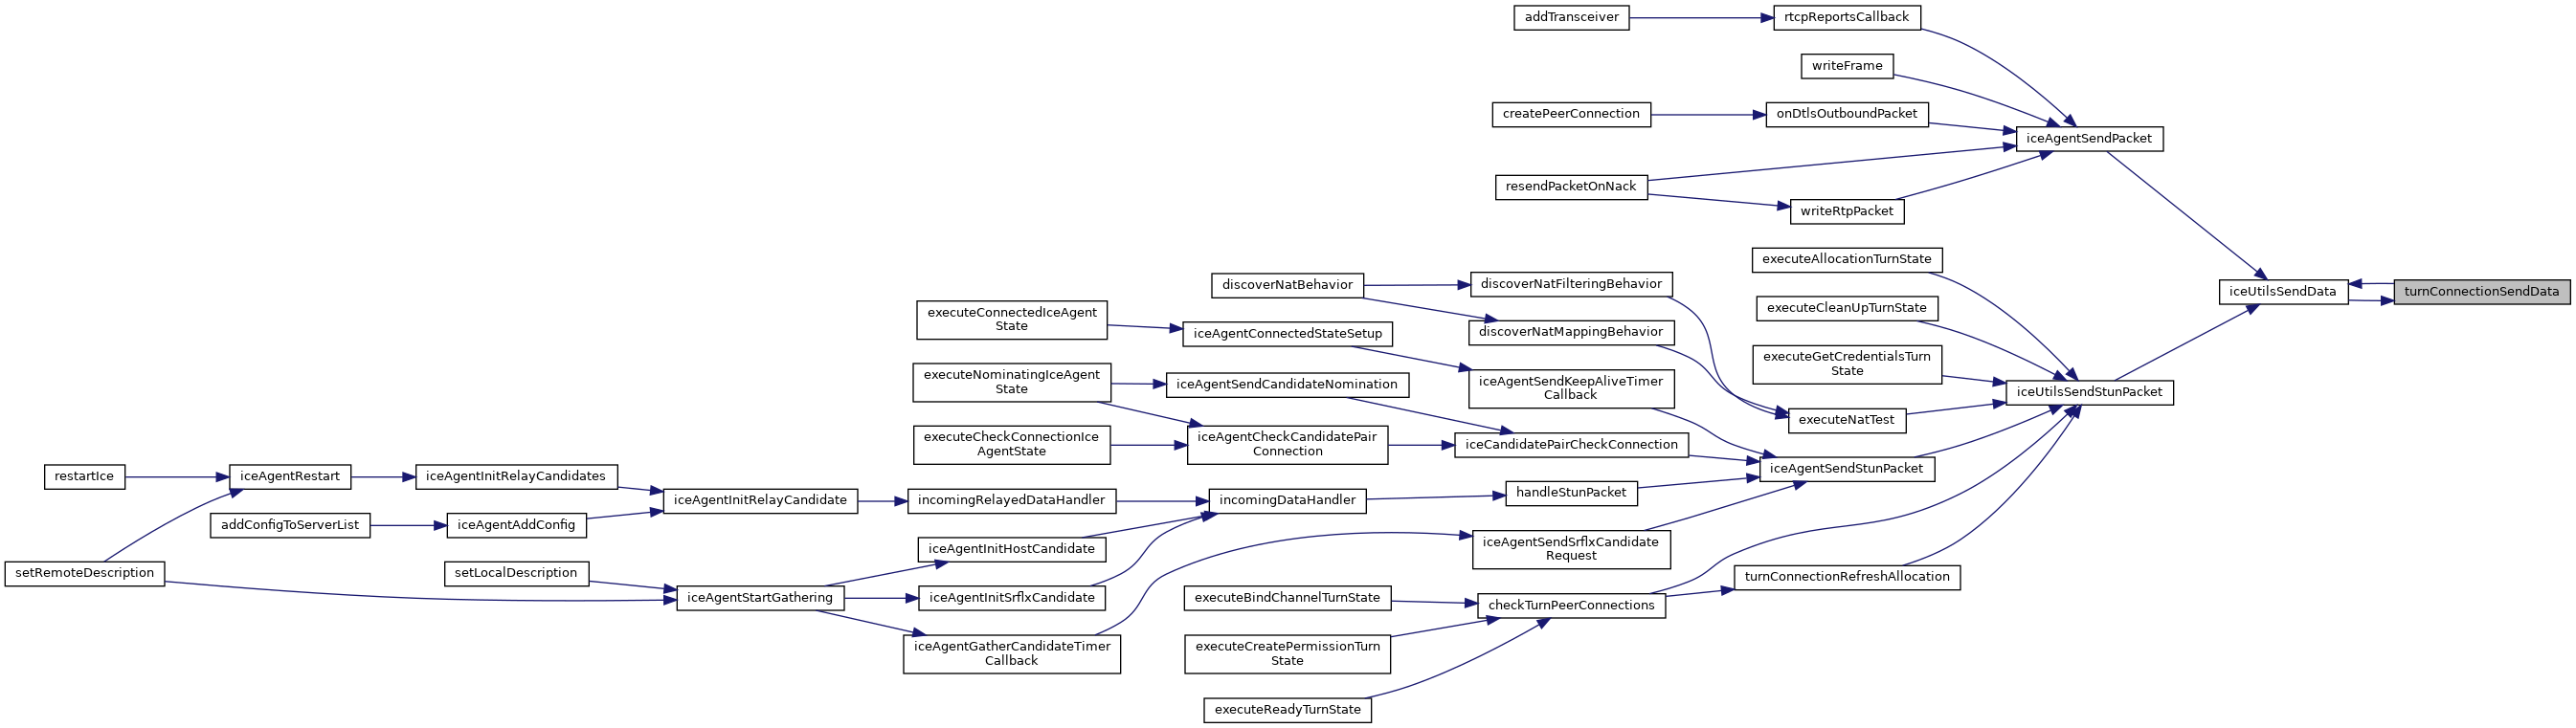 addTransceiver
rtcpReportsCallback
writeFrame
createPeerConnection
onDtlsOutboundPacket
iceAgentSendPacket
resendPacketOnNack
writeRtpPacket
executeAllocationTurnState
discoverNatBehavior
discoverNatFilteringBehavior
iceUtilsSendData
turnConnectionSendData
executeConnectedIceAgent
State
executeCleanUpTurnState
iceAgentConnectedStateSetup
discoverNatMappingBehavior
executeGetCredentialsTurn
State
executeNominatingIceAgent
State
iceAgentSendCandidateNomination
iceAgentSendKeepAliveTimer
Callback
iceUtilsSendStunPacket
executeNatTest
executeCheckConnectionIce
AgentState
iceAgentCheckCandidatePair
Connection
iceCandidatePairCheckConnection
iceAgentSendStunPacket
restartIce
iceAgentRestart
iceAgentInitRelayCandidates
iceAgentInitRelayCandidate
incomingRelayedDataHandler
incomingDataHandler
handleStunPacket
addConfigToServerList
iceAgentAddConfig
iceAgentInitHostCandidate
iceAgentSendSrflxCandidate
Request
setRemoteDescription
setLocalDescription
turnConnectionRefreshAllocation
iceAgentStartGathering
iceAgentInitSrflxCandidate
executeBindChannelTurnState
checkTurnPeerConnections
iceAgentGatherCandidateTimer
Callback
executeCreatePermissionTurn
State
executeReadyTurnState